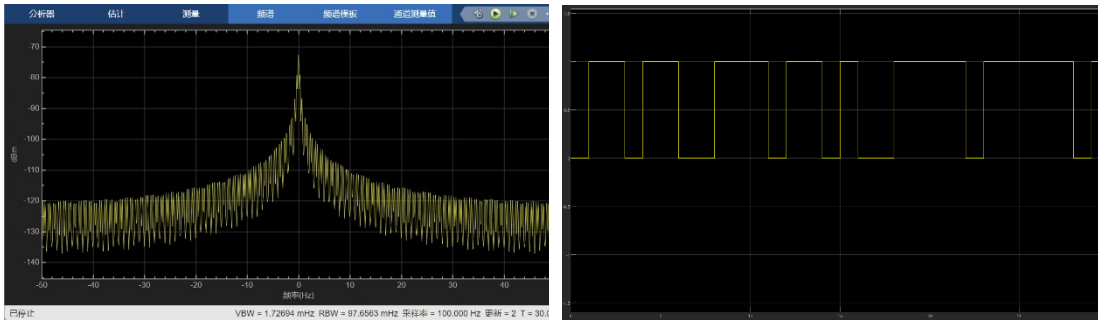 分析器 估计 测量 频谱 频谱模板 通道测量值
-70
-80
-90
-100
-110
-120
-130
-140
dBm
-50 -40 -30 -20 -10 0 10 20 30 40
频率(Hz)
已停止 VBW = 1.72694 mHz RBW = 97.6563 mHz 采样率 = 100.000 Hz 更新 = 2 T = 30.0